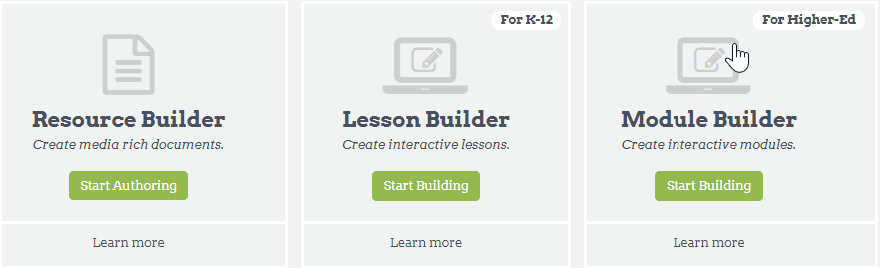 Resource Builder
Create media rich documents.
Start Authoring
Learn more
For K-12
Lesson Builder
Create interactive lessons.
Start Building
Learn more
For Higher-Ed
Module Builder
Create interactive modules.
Start Building
Learn more